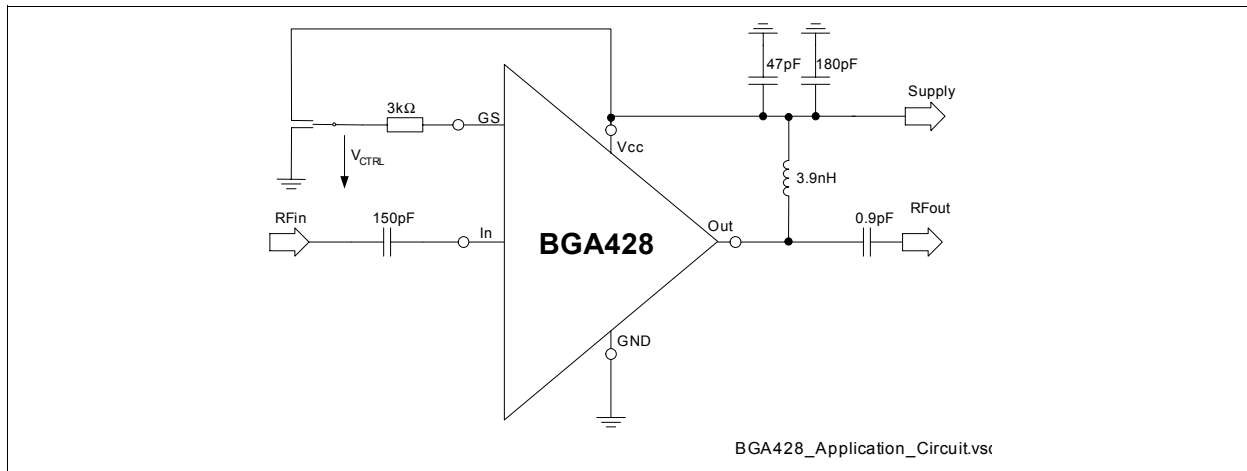 47pF
180pF
Supply
3kΩ
GS
Vcc
VCTRL
3.9nH
RFin
150pF
In
BGA428
Out
0.9pF
RFout
GND
BGA428_Application_Circuit.vsd